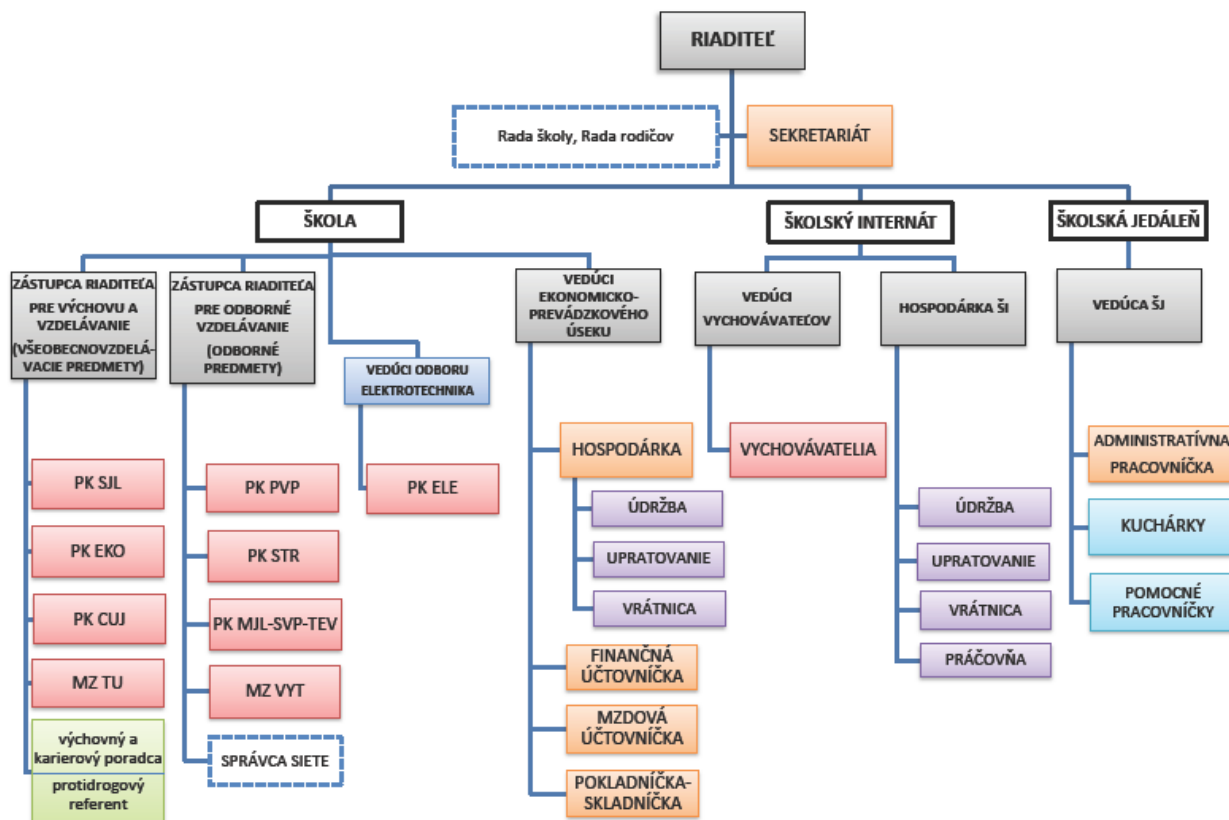 RIADITEĽ
Rada školy, Rada rodičov
SEKRETARIÁT
ŠKOLA
ŠKOLSKÝ INTERNÁT
ŠKOLSKÁ JEDÁLEŇ
ZÁSTUPCA RIADITEĽA
PRE VÝCHOVU A
VZDELÁVANIE
(VŠEOBECNOVZDELÁ-
VACIE PREDMETY)
ZÁSTUPCA RIADITEĽA
PRE ODBORNÉ
VZDELÁVANIE
(ODBORNÉ
PREDMETY)
VEDÚCI ODBORU
ELEKTROTECHNIKA
VEDÚCI
EKONOMICKO-
PREVÁDZKOVÉHO
ÚSEKU
VEDÚCI
VYCHOVÁVATEĽOV
HOSPODÁRKA ŠI
VEDÚCA ŠJ
PK SJL
PK EKO
PK CUJ
MZ TU
výchovný a
karierový poradca
protidrogový
referent
PK PVP
PK STR
PK MJL-SVP-TEV
MZ VYT
SPRÁVCA SIETE
PK ELE
HOSPODÁRKA
ÚDRŽBA
UPRATOVANIE
VRÁTNICA
FINANČNÁ
ÚČTOVNÍČKA
MZDOVÁ
ÚČTOVNÍČKA
POKLADNÍČKA-
SKLADNÍČKA
VYCHOVÁVATELIA
ÚDRŽBA
UPRATOVANIE
VRÁTNICA
PRÁČOVŇA
ADMINISTRATÍVNA
PRACOVNÍČKA
KUCHÁRKY
POMOCNÉ
PRACOVNÍČKY